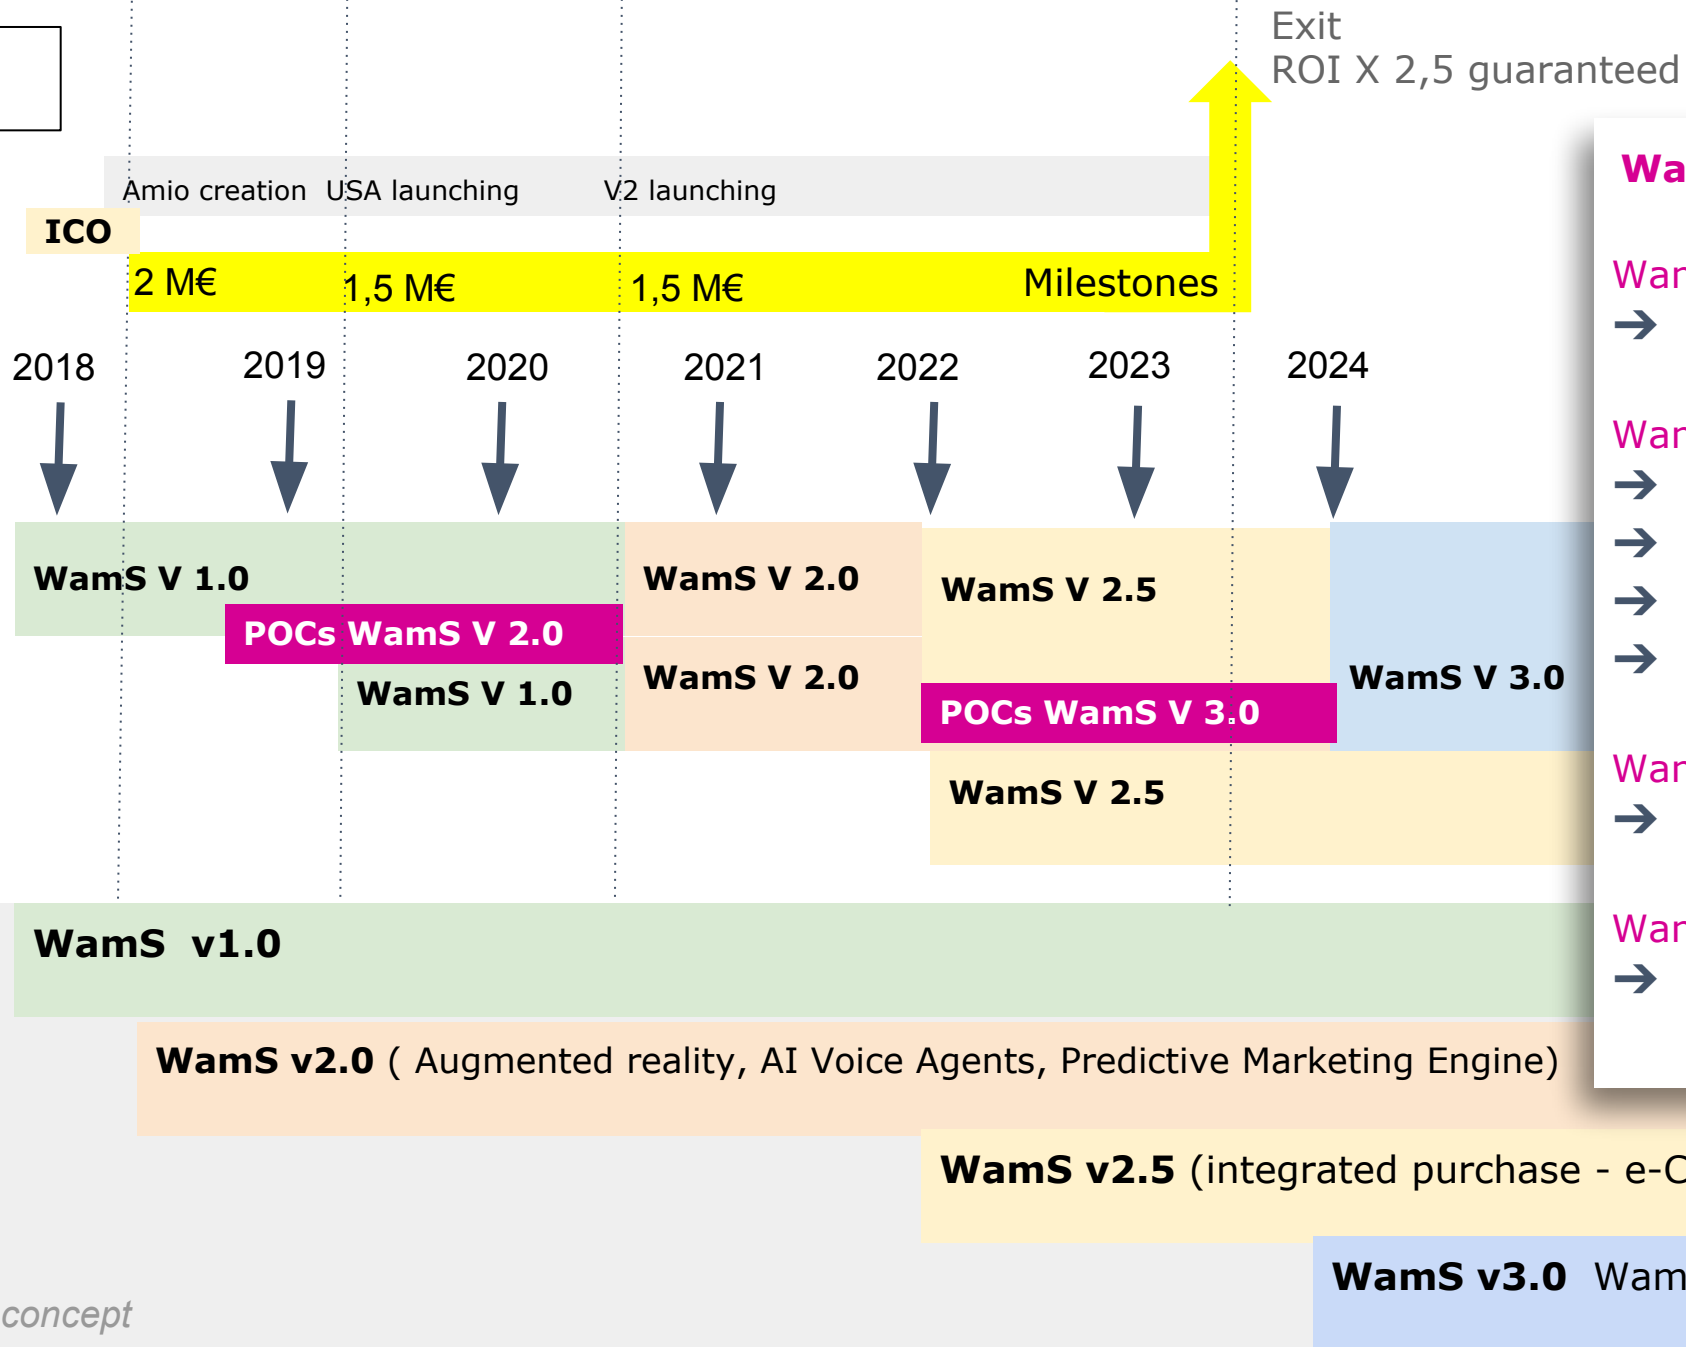 Exit
ROI X 2,5 guaranteed
Amio creation USA launching V2 launching
ICO
2 M€ 1,5 M€ 1,5 M€ Milestones
2018 2019 2020 2021 2022 2023 2024
WamS V 1.0 WamS V 2.0 WamS V 2.5
POCs WamS V 2.0
WamS V 1.0 WamS V 2.0 WamS V 3.0
POCs WamS V 3.0
WamS V 2.5
WamS v1.0
WamS v2.0 ( Augmented reality, AI Voice Agents, Predictive Marketing Engine)
WamS v2.5 (integrated purchase -
WamS v3.0
concept